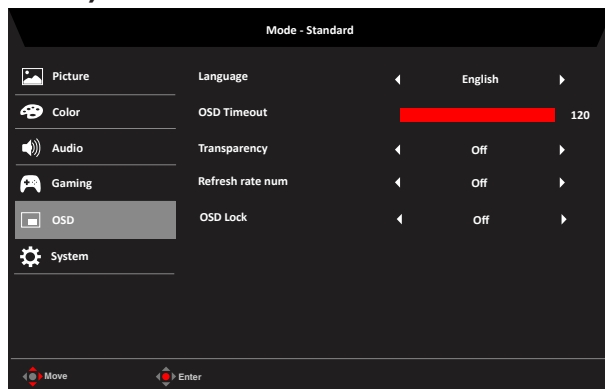 Mode - Standard
Picture
Color
Audio
Gaming
OSD
System
Language English
OSD Timeout 120
Transparency Off
Refresh rate num Off
OSD Lock Off
Move Enter